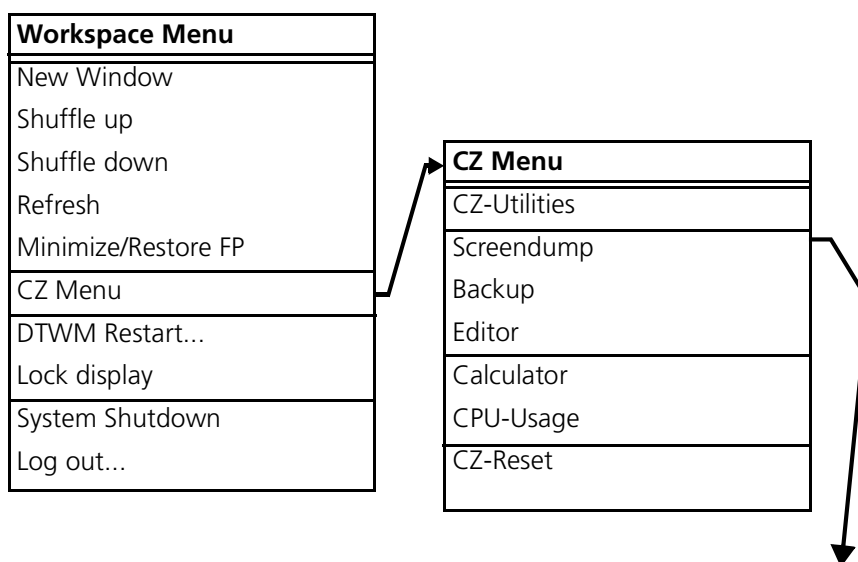 Workspace Menu
New Window
Shuffle up
Shuffle down
Refresh
Minimize/Restore FP
CZ Menu
DTWM Restart...
Lock display
System Shutdown
Log out...
CZ Menu
CZ-Utilities
Screendump
Backup
Editor
Calculator
CPU-Usage
CZ-Reset